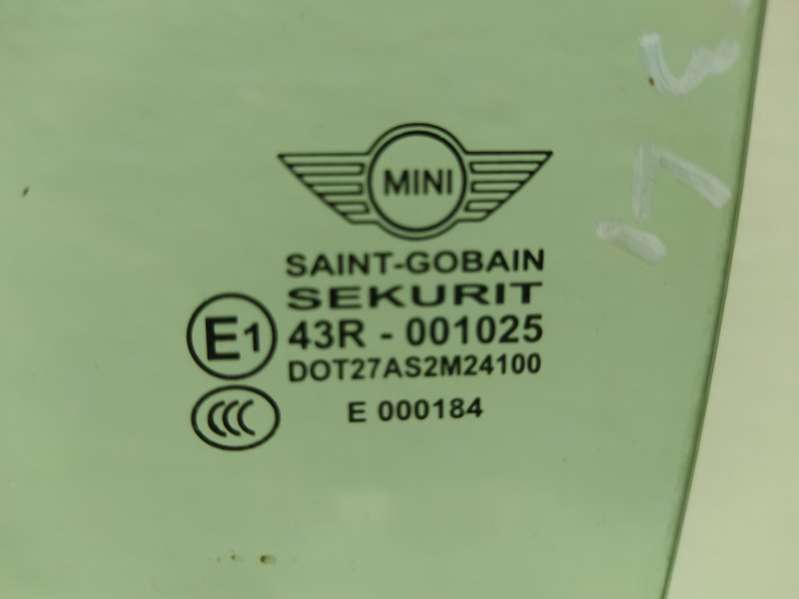 MINI
SAINT-GOBAIN
SEKURIT
E1 43R - 001025
DOT27AS2M24100
CCC E 000184